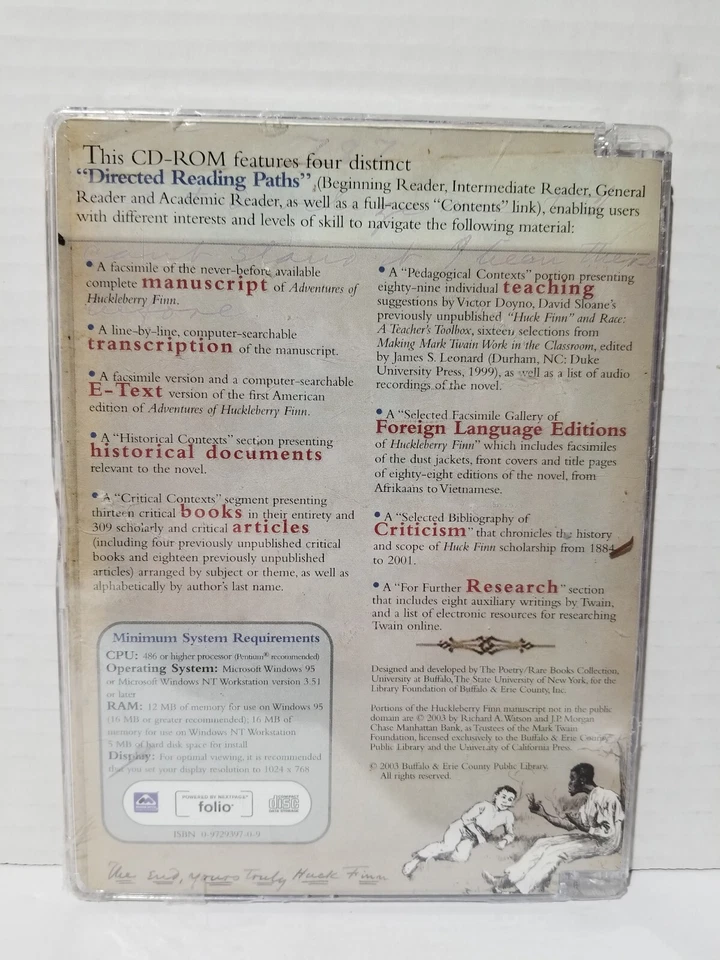 This CD-ROM features four distinct
"Directed Reading Paths" (Beginning Reader, Intermediate Reader, General
Reader and Academic Reader, as well as a full-access "Contents" link), enabling users
with different interests and levels of skill to navigate the following material:
• A facsimile of the never-before available
complete manuscript of Adventures of
Huckleberry Finn.
• A line-by-line, computer-searchable
transcription of the manuscript.
• A facsimile version and a computer-searchable
E-Text version of the first American
edition of Adventures of Huckleberry Finn.
• A "Historical Contexts" section presenting
historical documents
relevant to the novel.
• A "Critical Contexts" segment presenting
thirteen critical books in their entirety and
309 scholarly and critical articles
(including four previously unpublished critical
books and eighteen previously unpublished
articles) arranged by subject or theme, as well as
alphabetically by author's last name.
• A "Pedagogical Contexts" portion presenting
eighty-nine individual teaching
suggestions by Victor Doyno, David Sloane's
previously unpublished "Huck Finn" and Race:
A Teacher's Toolbox, sixteen selections from
Making Mark Twain Work in the Classroom, edited
by James S. Leonard (Durham, NC: Duke
University Press, 1999), as well as a list of audio
recordings of the novel.
• A "Selected Facsimile Gallery of
Foreign Language Editions
of Huckleberry Finn" which includes facsimiles
of the dust jackets, front covers and title pages
of eighty-eight editions of the novel, from
Afrikaans to Vietnamese.
• A "Selected Bibliography of
Criticism" that chronicles the history
and scope of Huck Finn scholarship from 1884
to 2001.
• A "For Further Research" section
that includes eight auxiliary writings by Twain,
and a list of electronic resources for researching
Twain online.
Minimum System Requirements
CPU: 486 or higher processor (Pentium® recommended)
Operating System: Microsoft Windows 95
or Microsoft Windows NT Workstation version 3.51
or later
RAM: 12 MB of memory for use on Windows 95
(16 MB or greater recommended); 16 MB of
memory for use on Windows NT Workstation
5 MB of hard disk space for install
Display: For optimal viewing, it is recommended
that you set your display resolution to 1024 x 768
POWERED BY NEXTPAGE
folio
COMPACT
disc
DATA STORAGE
ISBN 0-9729397-0-9
Designed and developed by The Poetry/Rare Books Collection,
University at Buffalo, The State University of New York, for the
Library Foundation of Buffalo & Erie County, Inc.
Portions of the Huckleberry Finn manuscript not in the public
domain are © 2003 by Richard A. Watson and J.P. Morgan
Chase Manhattan Bank, as Trustees of the Mark Twain
Foundation, licensed exclusively to the Buffalo & Erie County
Public Library and the University of California Press.
© 2003 Buffalo & Erie County Public Library.
All rights reserved.
The End, yours truly Huck Finn